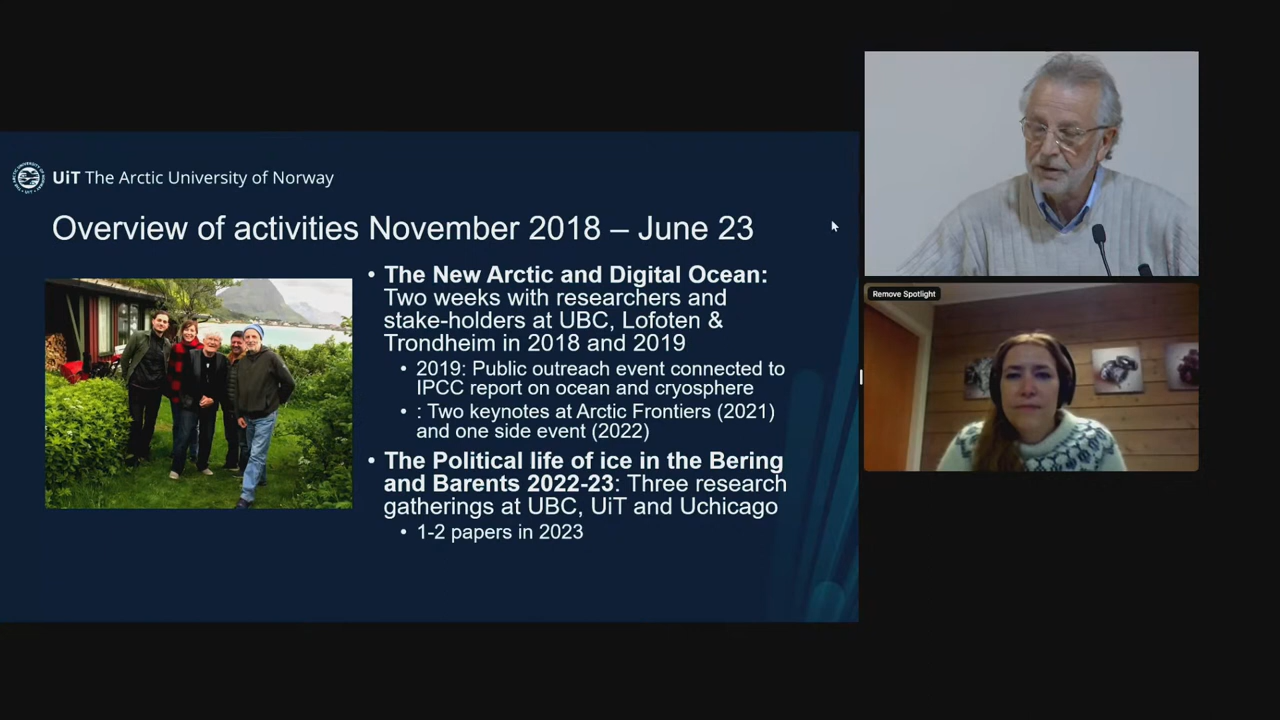 UiT The Arctic University of Norway
Overview of activities November 2018 – June 23
• The New Arctic and Digital Ocean:
Two weeks with researchers and
stake-holders at UBC, Lofoten &
Trondheim in 2018 and 2019
• 2019: Public outreach event connected to
IPCC report on ocean and cryosphere
• : Two keynotes at Arctic Frontiers (2021)
and one side event (2022)
• The Political life of ice in the Bering
and Barents 2022-23: Three research
gatherings at UBC, UiT and Uchicago
• 1-2 papers in 2023
Remove Spotlight